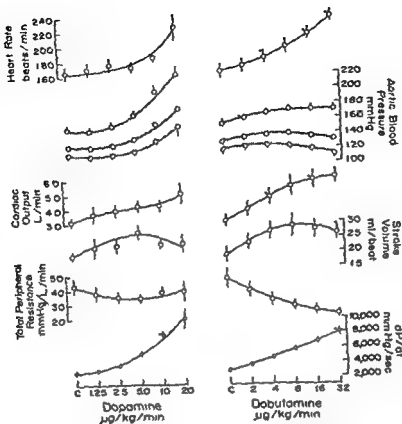 Heart Rate
beats/min
240
220
200
180
160
220
200
180
160
140
120
100
Aortic Blood
Pressure
mmHg
Cardiac
Output
L/min
6.0
5.0
4.0
3.0
30
25
20
15
Stroke
Volume
ml/beat
Total Peripheral
Resistance
mmHg/L/min
50
40
30
20
10,000
8,000
6,000
4,000
2,000
dP/dt
mmHg/sec
C 1.25 2.5 5.0 10 20
Dopamine
µg/kg/min
C 2 4 8 16 32
Dobutamine
µg/kg/min